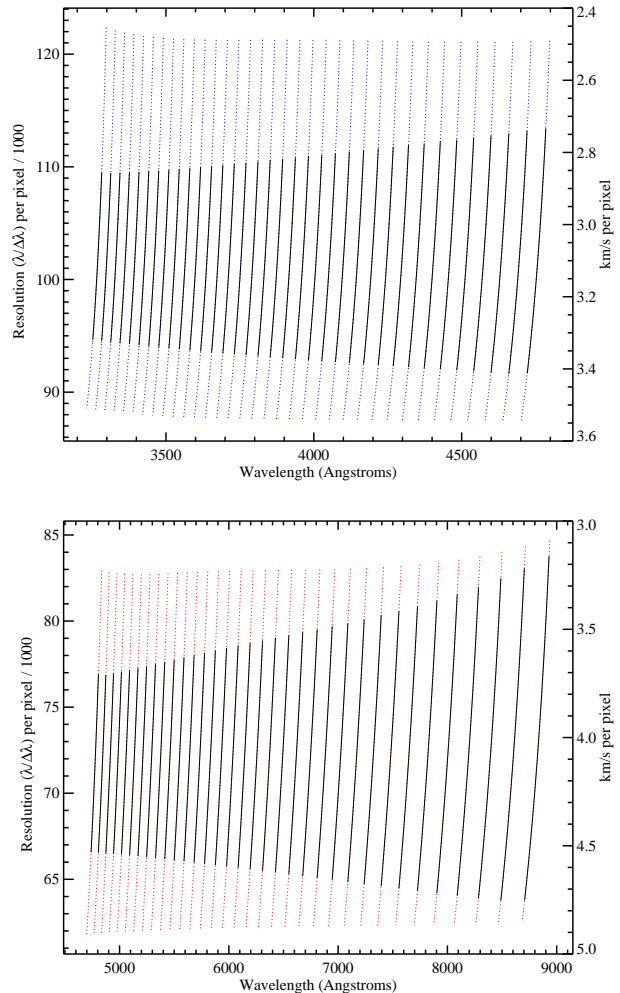 120
110
100
90
Resolution (λ/Δλ) per pixel / 1000
2.4
2.6
2.8
3.0
3.2
3.4
3.6
km/s per pixel
3500 4000 4500
Wavelength (Angstroms)
85
80
75
70
65
Resolution (λ/Δλ) per pixel / 1000
3.0
3.5
4.0
4.5
5.0
km/s per pixel
5000 6000 7000 8000 9000
Wavelength (Angstroms)